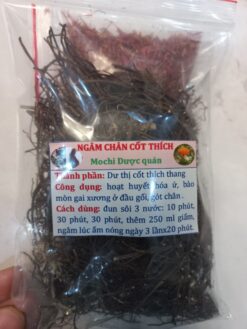 NGÂM CHÂN CỐT THÍCH
Mochi Dược quán
Thành phần: Dư thị cốt thích thang
Công dụng: hoạt huyết hóa ứ, bào
mòn gai xương ở đầu gối, gót chân.
Cách dùng: đun sôi 3 nước: 10 phút,
30 phút, 30 phút, thêm 250 ml giấm,
ngâm lúc ấm nóng ngày 3 lầnx20 phút.